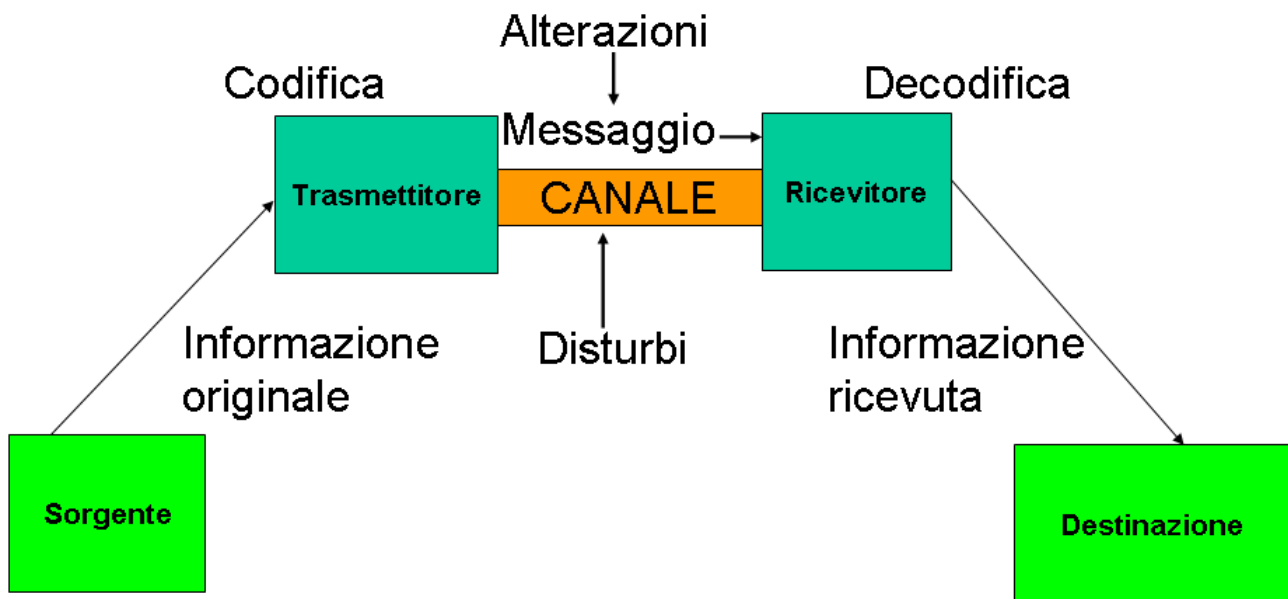 Alterazioni
Codifica
Decodifica
Messaggio
Trasmettitore
CANALE
Ricevitore
Informazione
originale
Disturbi
Informazione
ricevuta
Sorgente
Destinazione